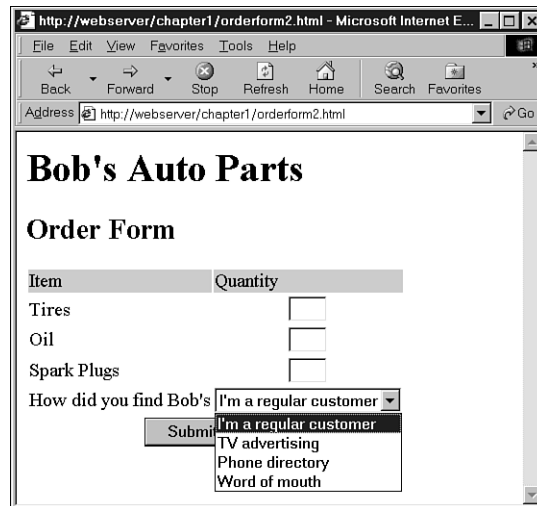 http://webserver/chapter1/orderform2.html - Microsoft Internet E...
File Edit View Favorites Tools Help
Back Forward Stop Refresh Home Search Favorites
Address http://webserver/chapter1/orderform2.html Go
Bob's Auto Parts
Order Form
Item Quantity
Tires
Oil
Spark Plugs
How did you find Bob's I'm a regular customer
I'm a regular customer
Submit
TV advertising
Phone directory
Word of mouth